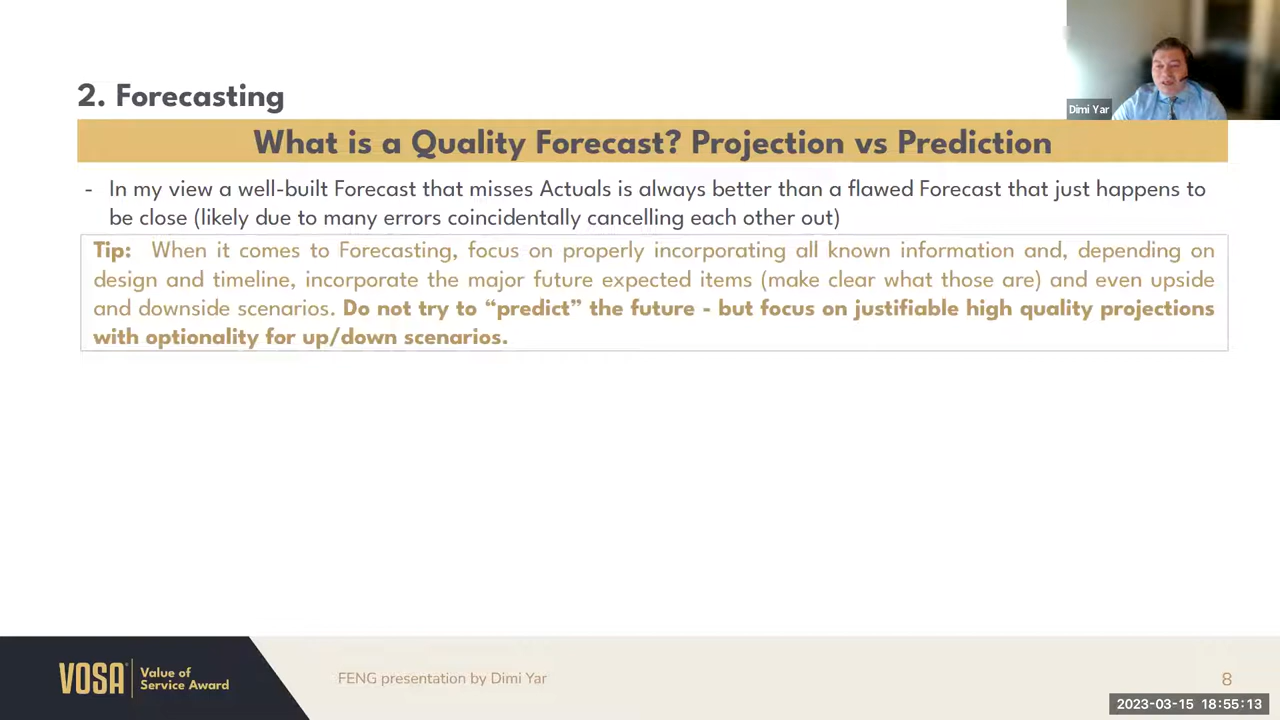 2. Forecasting
Dimi Yar
What is a Quality Forecast? Projection vs Prediction
- In my view a well-built Forecast that misses Actuals is always better than a flawed Forecast that just happens to
be close (likely due to many errors coincidentally cancelling each other out)
Tip: When it comes to Forecasting, focus on properly incorporating all known information and, depending on
design and timeline, incorporate the major future expected items (make clear what those are) and even upside
and downside scenarios. Do not try to “predict” the future - but focus on justifiable high quality projections
with optionality for up/down scenarios.
VOSA
Value of
Service Award
FENG presentation by Dimi Yar
8
2023-03-15 18:55:13